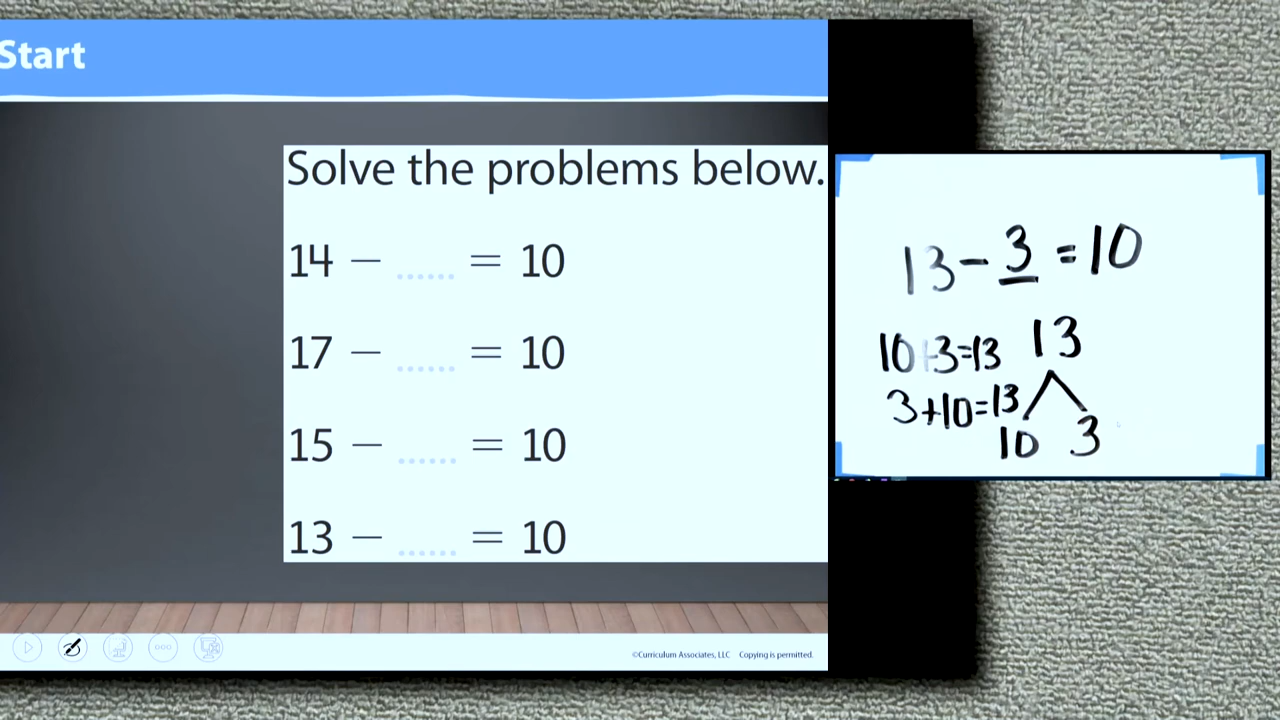 Start
Solve the problems below.
14 − ...... = 10
17 − ...... = 10
15 − ...... = 10
13 − ...... = 10
©Curriculum Associates, LLC Copying is permitted.
13 - 3 = 10
10+3=13
3+10=13
13
10 3